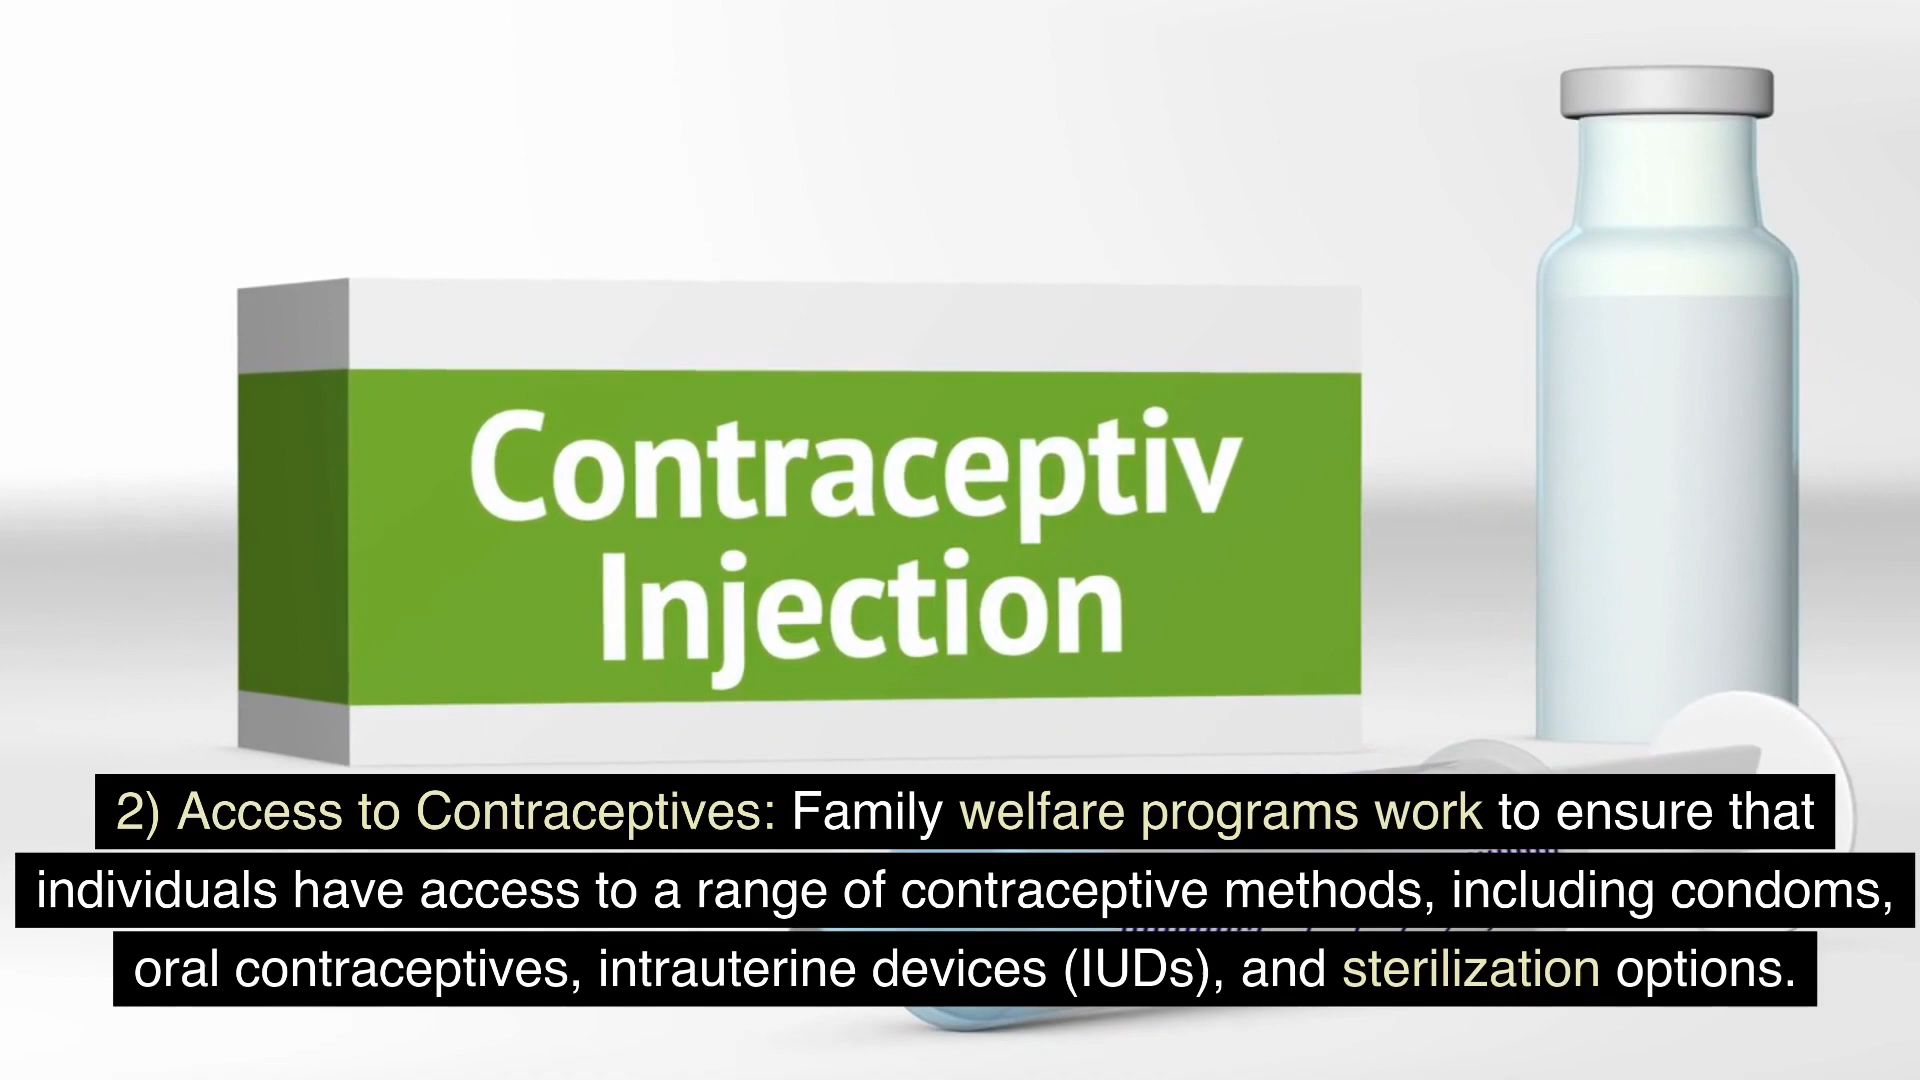 Contraceptiv
Injection
2) Access to Contraceptives: Family welfare programs work to ensure that
individuals have access to a range of contraceptive methods, including condoms,
oral contraceptives, intrauterine devices (IUDs), and sterilization options.